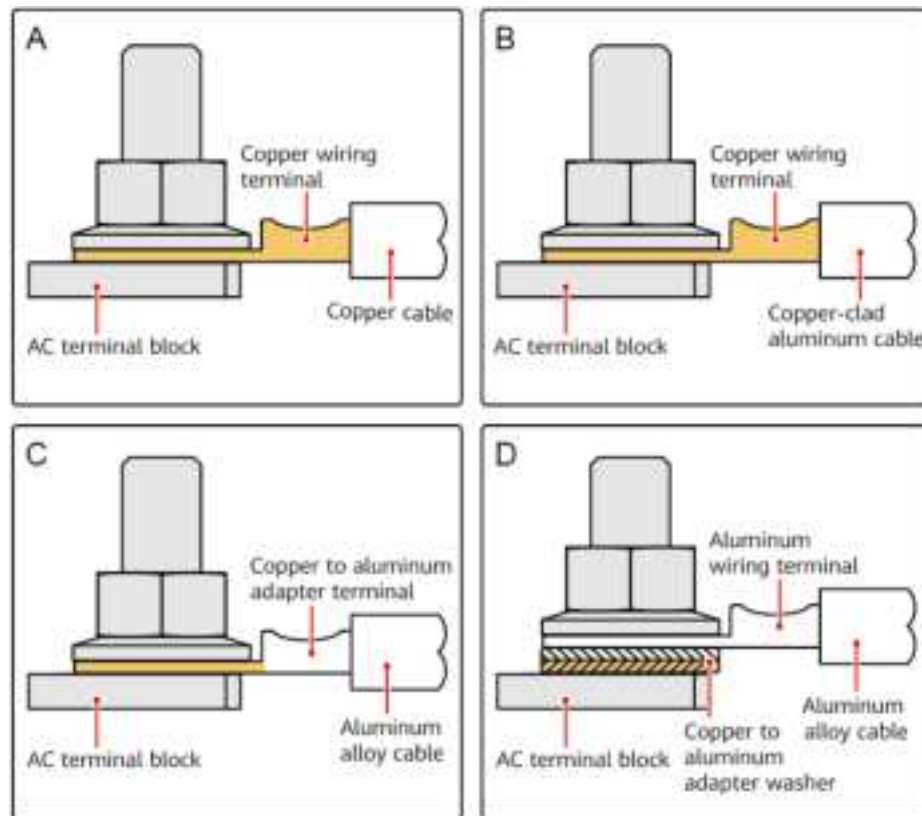 A
Copper wiring
terminal
Copper cable
AC terminal block
B
Copper wiring
terminal
Copper-clad
aluminum cable
AC terminal block
C
Copper to aluminum
adapter terminal
Aluminum
alloy cable
AC terminal block
D
Aluminum
wiring terminal
Aluminum
alloy cable
AC terminal block
Copper to
aluminum
adapter washer